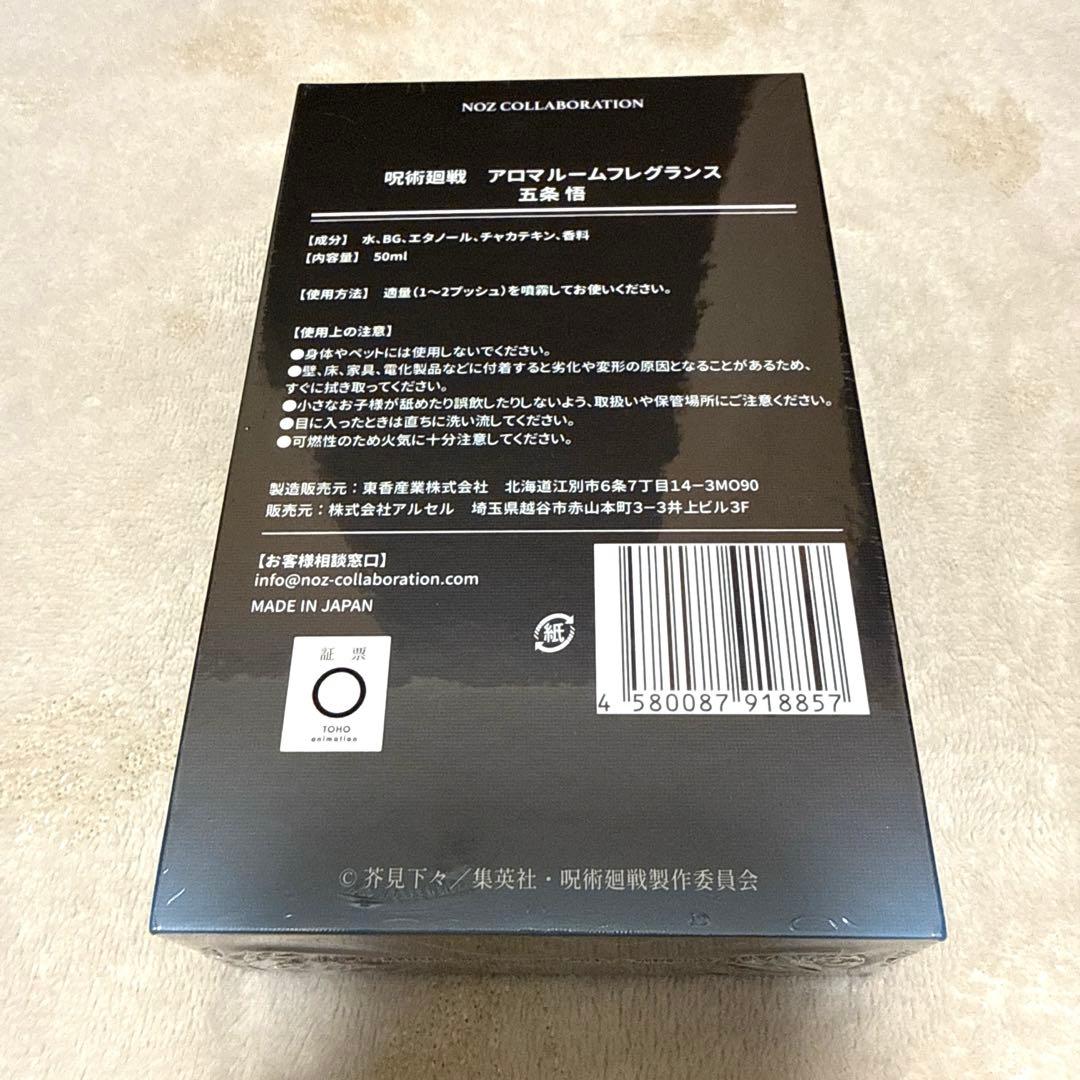 NOZ COLLABORATION
呪術廻戦 アロマルームフレグランス
五条 悟
【成分】 水、BG、エタノール、チャカテキン、香料
【内容量】 50ml
【使用方法】 適量（1～2プッシュ）を噴霧してお使いください。
【使用上の注意】
●身体やペットには使用しないでください。
●壁、床、家具、電化製品などに付着すると劣化や変形の原因となることがあるため、
すぐに拭き取ってください。
●小さなお子様が舐めたり誤飲したりしないよう、取扱いや保管場所にご注意ください。
●目に入ったときは直ちに洗い流してください。
●可燃性のため火気に十分注意してください。
製造販売元：東香産業株式会社 北海道江別市6条7丁目14−3MO90
販売元：株式会社アルセル 埼玉県越谷市赤山本町3−3井上ビル3F
【お客様相談窓口】
info@noz-collaboration.com
MADE IN JAPAN
紙
証 票
TOHO
animation
4 580087 918857
© 芥見下々／集英社・呪術廻戦製作委員会